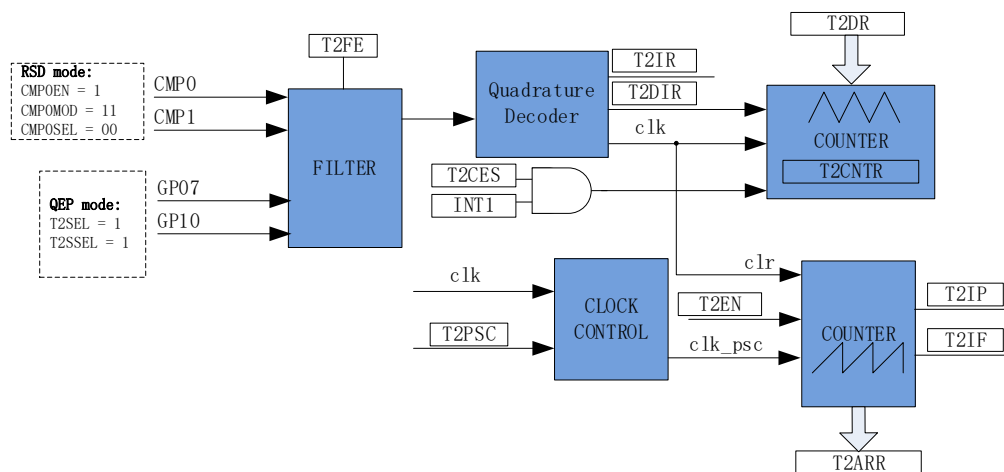 T2DR
T2FE
RSD mode:
CMP0EN = 1
CMP0MOD = 11
CMP0SEL = 00
CMP0
CMP1
Quadrature
Decoder
T2IR
T2DIR
clk
COUNTER
T2CNTR
FILTER
T2CES
INT1
QEP mode:
T2SEL = 1
T2SSEL = 1
GP07
GP10
clk
T2PSC
CLOCK
CONTROL
clr
T2EN
clk_psc
COUNTER
T2IP
T2IF
T2ARR